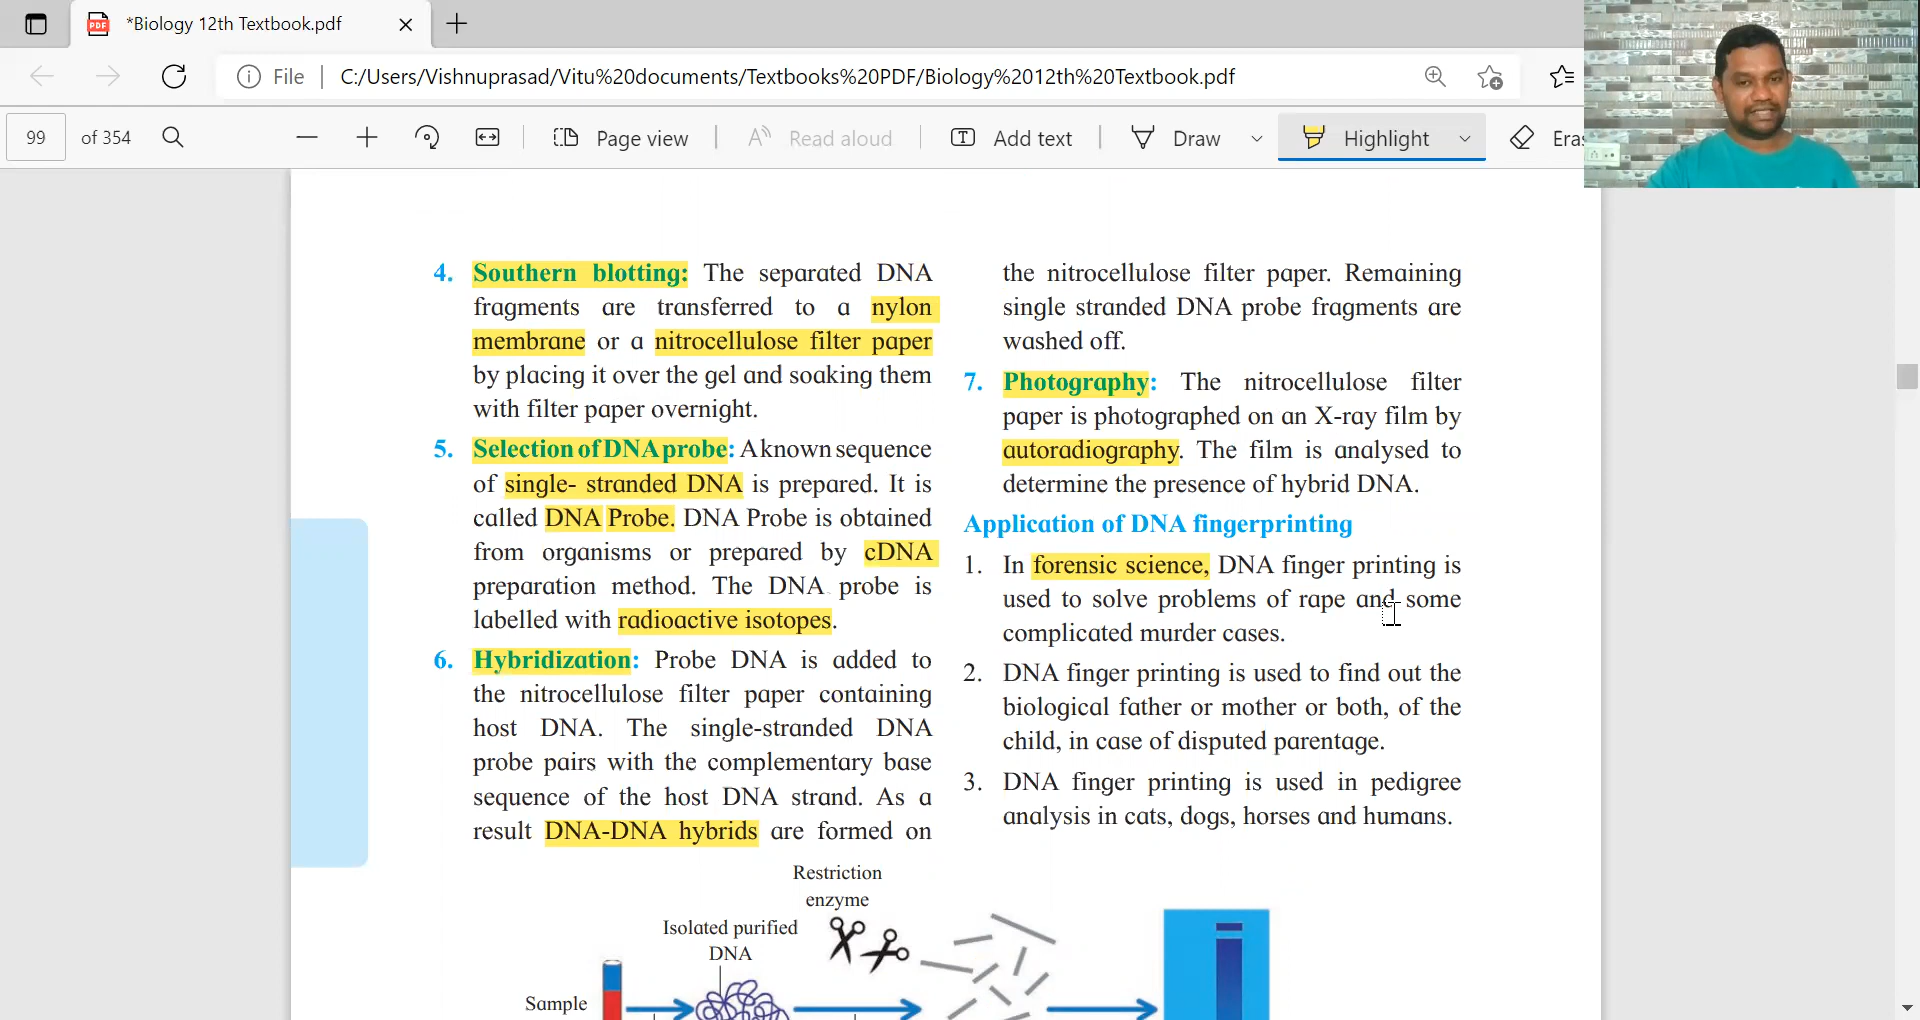 *Biology 12th Textbook.pdf
File
C:/Users/Vishnuprasad/Vitu%20documents/Textbooks%20PDF/Biology%2012th%20Textbook.pdf
99 of 354
Page view
Read aloud
Add text
Draw
Highlight
Eras
4. Southern blotting: The separated DNA
fragments are transferred to a nylon
membrane or a nitrocellulose filter paper
by placing it over the gel and soaking them
with filter paper overnight.
5. Selection of DNA probe: A known sequence
of single- stranded DNA is prepared. It is
called DNA Probe. DNA Probe is obtained
from organisms or prepared by cDNA
preparation method. The DNA probe is
labelled with radioactive isotopes.
6. Hybridization: Probe DNA is added to
the nitrocellulose filter paper containing
host DNA. The single-stranded DNA
probe pairs with the complementary base
sequence of the host DNA strand. As a
result DNA-DNA hybrids are formed on
the nitrocellulose filter paper. Remaining
single stranded DNA probe fragments are
washed off.
7. Photography: The nitrocellulose filter
paper is photographed on an X-ray film by
autoradiography. The film is analysed to
determine the presence of hybrid DNA.
Application of DNA fingerprinting
1. In forensic science, DNA finger printing is
used to solve problems of rape and some
complicated murder cases.
2. DNA finger printing is used to find out the
biological father or mother or both, of the
child, in case of disputed parentage.
3. DNA finger printing is used in pedigree
analysis in cats, dogs, horses and humans.
Restriction
enzyme
Isolated purified
DNA
Sample